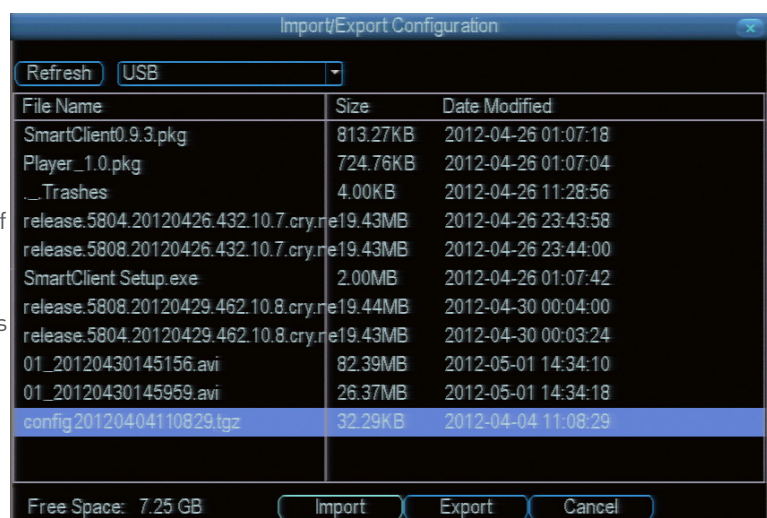 Import/Export Configuration
Refresh USB
File Name Size Date Modified
SmartClient0.9.3.pkg 813.27KB 2012-04-26 01:07:18
Player_1.0.pkg 724.76KB 2012-04-26 01:07:04
._.Trashes 4.00KB 2012-04-26 11:28:56
f
release.5804.20120426.432.10.7.cry.re 19.43MB 2012-04-26 23:43:58
release.5808.20120426.432.10.7.cry.re 19.43MB 2012-04-26 23:44:00
SmartClient Setup.exe 2.00MB 2012-04-26 01:07:42
release.5808.20120429.462.10.8.cry.re 19.44MB 2012-04-30 00:04:00
s
release.5804.20120429.462.10.8.cry.re 19.43MB 2012-04-30 00:03:24
01_20120430145156.avi 82.39MB 2012-05-01 14:34:10
01_20120430145959.avi 26.37MB 2012-05-01 14:34:18
config20120404110829.tgz 32.29KB 2012-04-04 11:08:29
Free Space: 7.25 GB Import Export Cancel